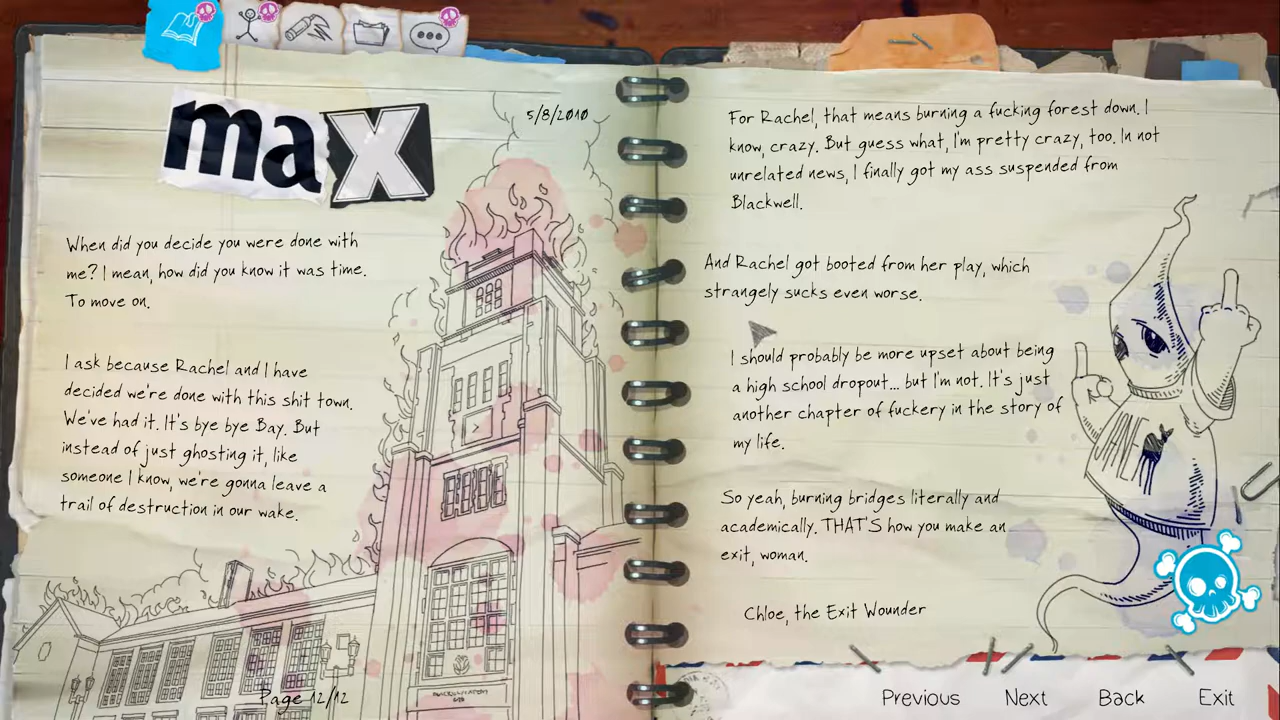 max
5/8/2010
When did you decide you were done with
me? I mean, how did you know it was time.
To move on.
I ask because Rachel and I have
decided we're done with this shit town.
We've had it. It's bye bye Bay. But
instead of just ghosting it, like
someone I know, we're gonna leave a
trail of destruction in our wake.
Page 12/12
For Rachel, that means burning a fucking forest down. I
know, crazy. But guess what, I'm pretty crazy, too. In not
unrelated news, I finally got my ass suspended from
Blackwell.
And Rachel got booted from her play, which
strangely sucks even worse.
I should probably be more upset about being
a high school dropout... but I'm not. It's just
another chapter of fuckery in the story of
my life.
So yeah, burning bridges literally and
academically. THAT'S how you make an
exit, woman.
Chloe, the Exit Wounder
JANE
Previous
Next
Back
Exit